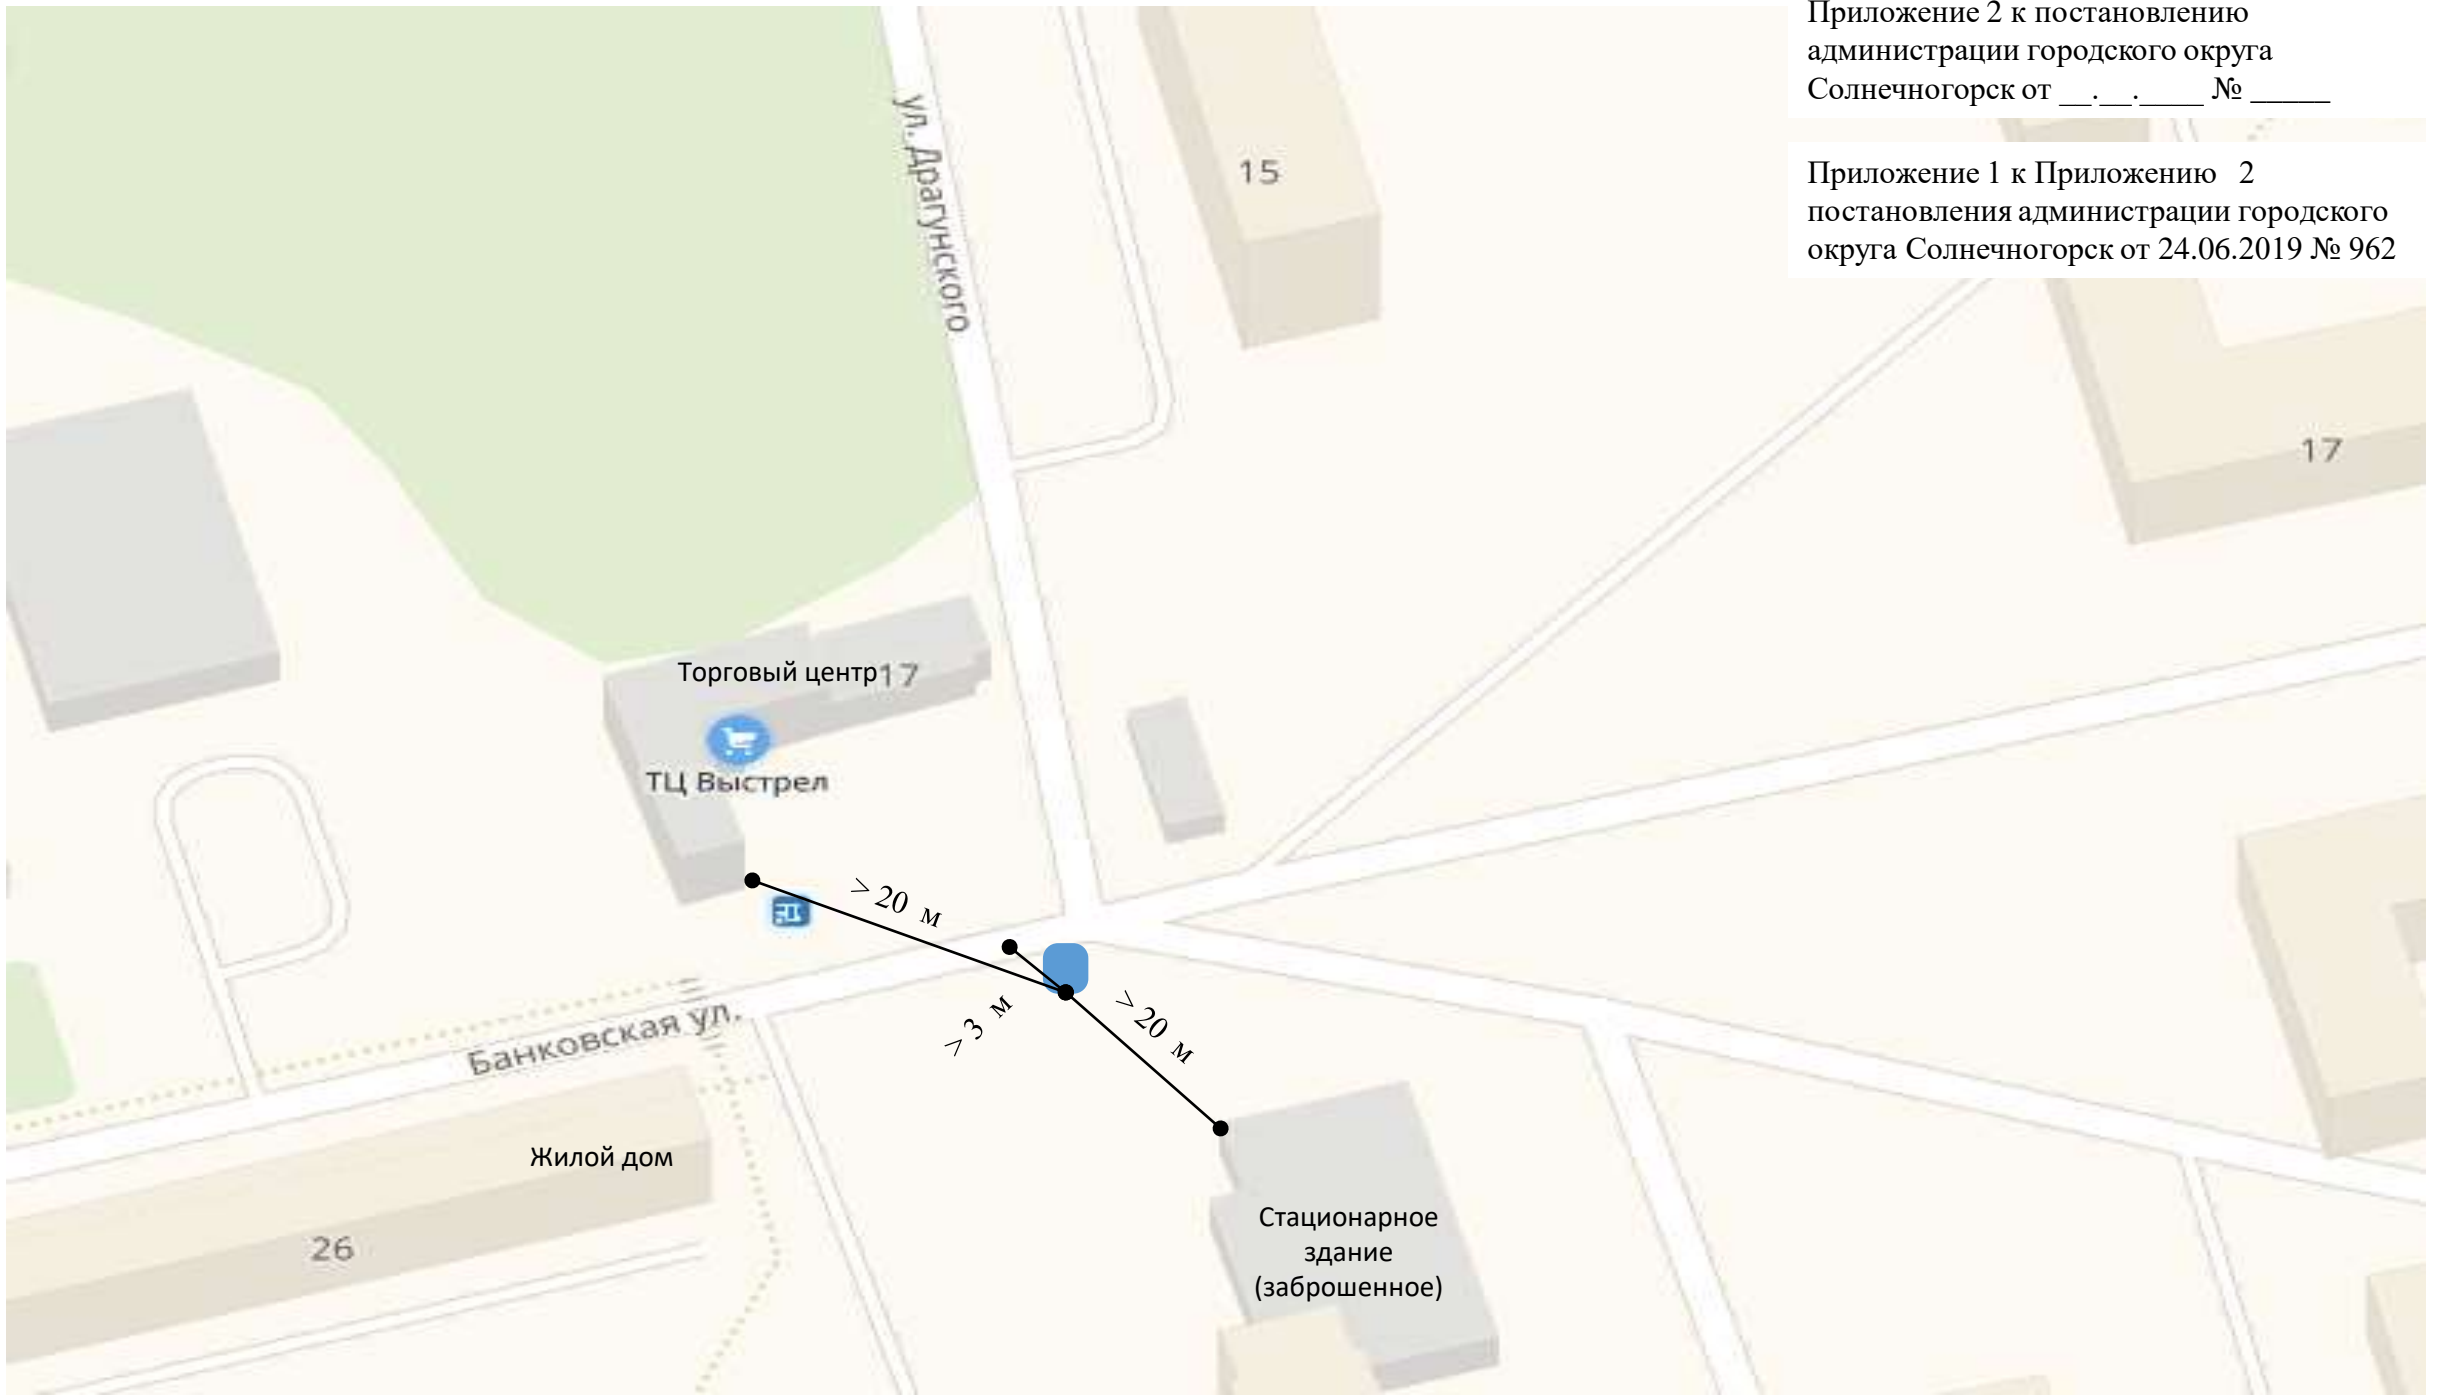 Приложение 2 к постановлению
администрации городского округа
Солнечногорск от __.__.____ № _____
Приложение 1 к Приложению 2
постановления администрации городского
округа Солнечногорск от 24.06.2019 № 962
ул. Драгунского
15
17
Торговый центр
17
ТЦ Выстрел
> 20 м
> 3 м
> 20 м
Банковская ул.
Жилой дом
26
Стационарное
здание
(заброшенное)